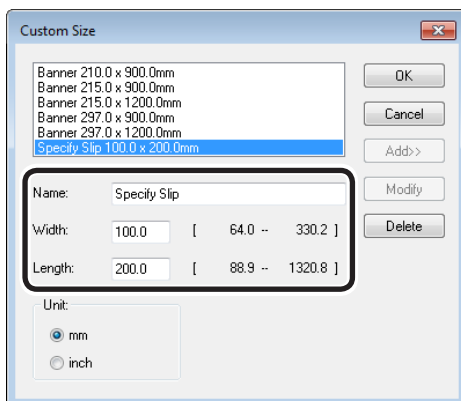 Custom Size
Banner 210.0 x 900.0mm
Banner 215.0 x 900.0mm
Banner 215.0 x 1200.0mm
Banner 297.0 x 900.0mm
Banner 297.0 x 1200.0mm
Specify Slip 100.0 x 200.0mm
OK
Cancel
Add>>
Modify
Delete
Name: Specify Slip
Width: 100.0 [ 64.0 -- 330.2 ]
Length: 200.0 [ 88.9 -- 1320.8 ]
Unit:
mm
inch